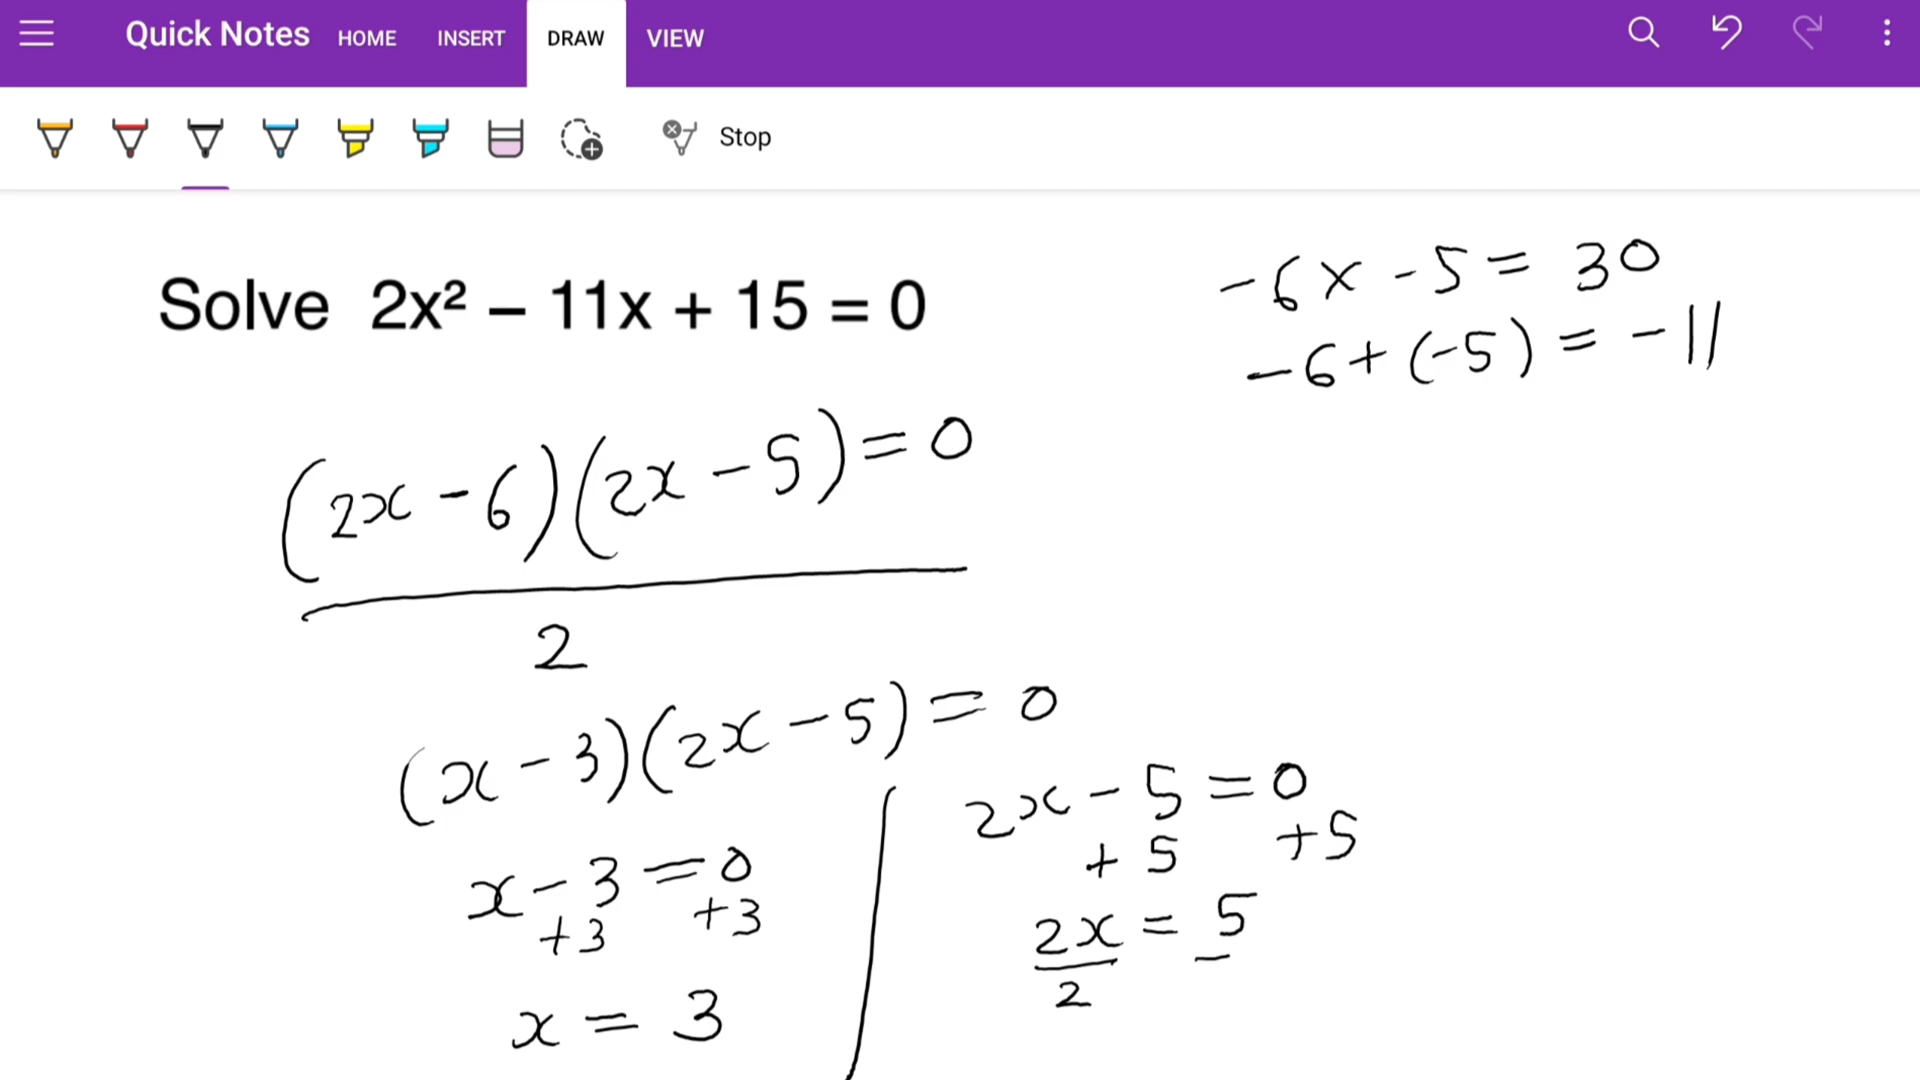 Quick Notes HOME INSERT DRAW VIEW
Stop
Solve 2x² – 11x + 15 = 0
-6 x -5 = 30
-6 + (-5) = -11
(2x - 6)(2x - 5) = 0
2
(x - 3)(2x - 5) = 0
x - 3 = 0
+3 +3
x = 3
2x - 5 = 0
+ 5 +5
2x = 5
2